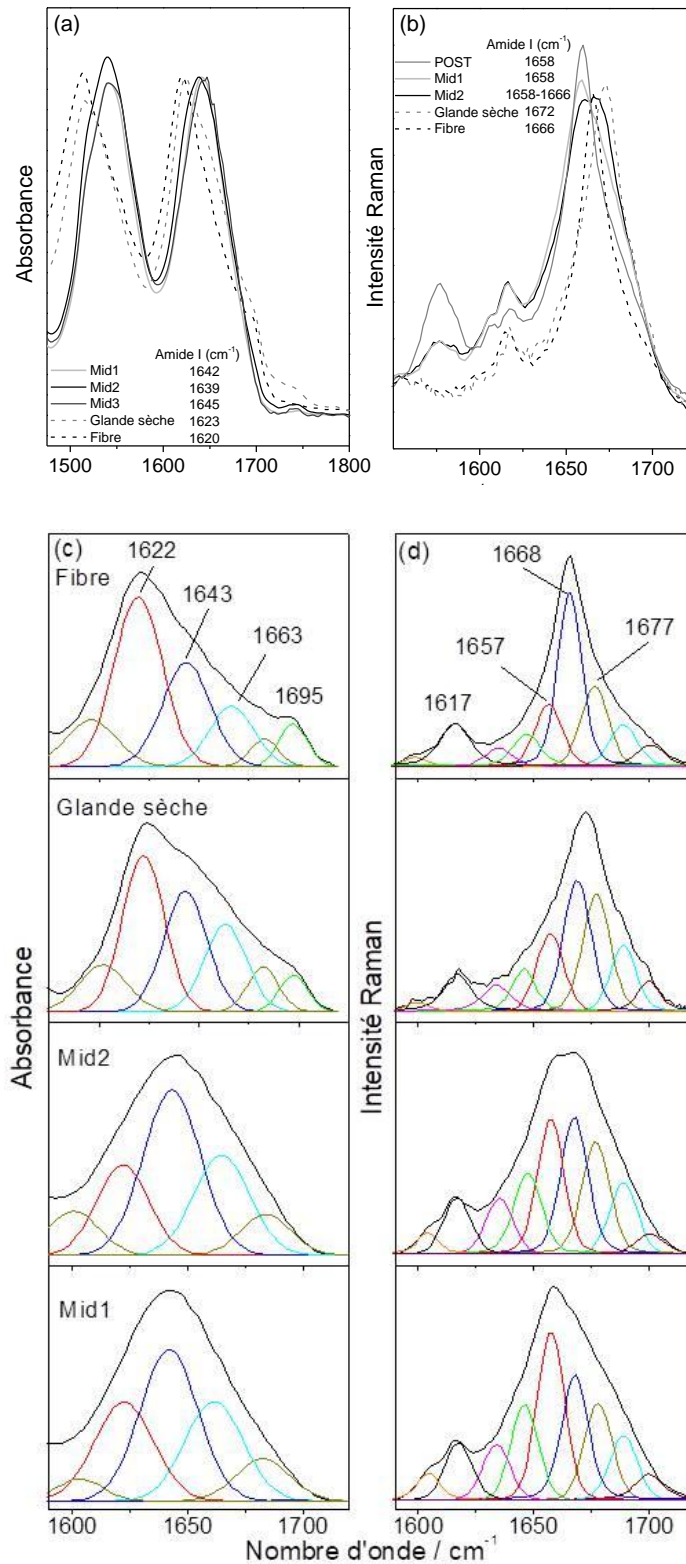 (a)
Absorbance
Amide I (cm⁻¹)
Mid1 1642
Mid2 1639
Mid3 1645
Glande sèche 1623
Fibre 1620
1500 1600 1700 1800
(b)
Intensité Raman
Amide I (cm⁻¹)
POST 1658
Mid1 1658
Mid2 1658-1666
Glande sèche 1672
Fibre 1666
1600 1650 1700
(c)
Fibre
1622
1643
1663
1695
Glande sèche
Mid2
Mid1
Absorbance
1600 1650 1700
(d)
1668
1657
1677
1617
Intensité Raman
1600 1650 1700
Nombre d'onde / cm⁻¹